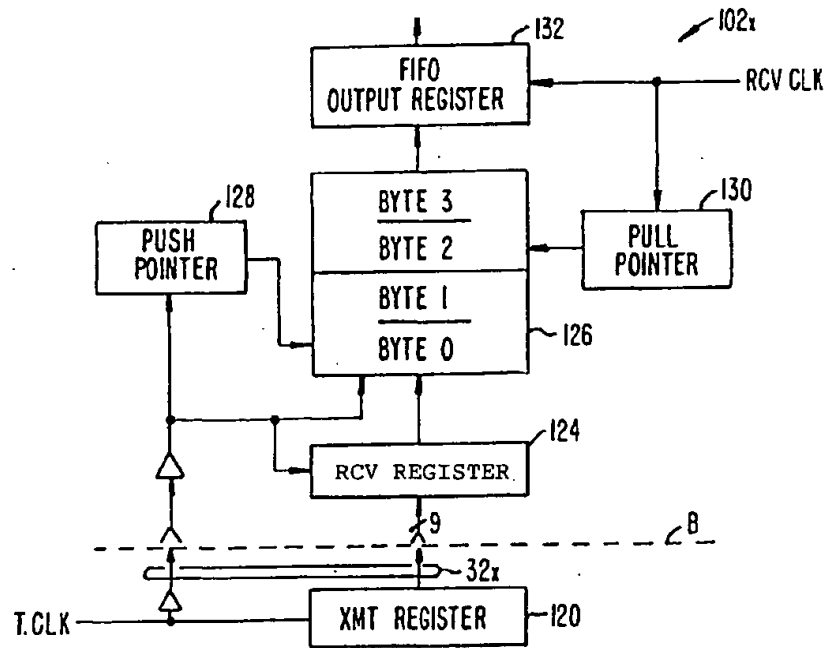 132
102x
FIFO
OUTPUT REGISTER
RCV CLK
128
130
PUSH
POINTER
BYTE 3
BYTE 2
PULL
POINTER
BYTE 1
BYTE 0
126
124
RCV REGISTER
9
B
32x
T.CLK
XMT REGISTER
120